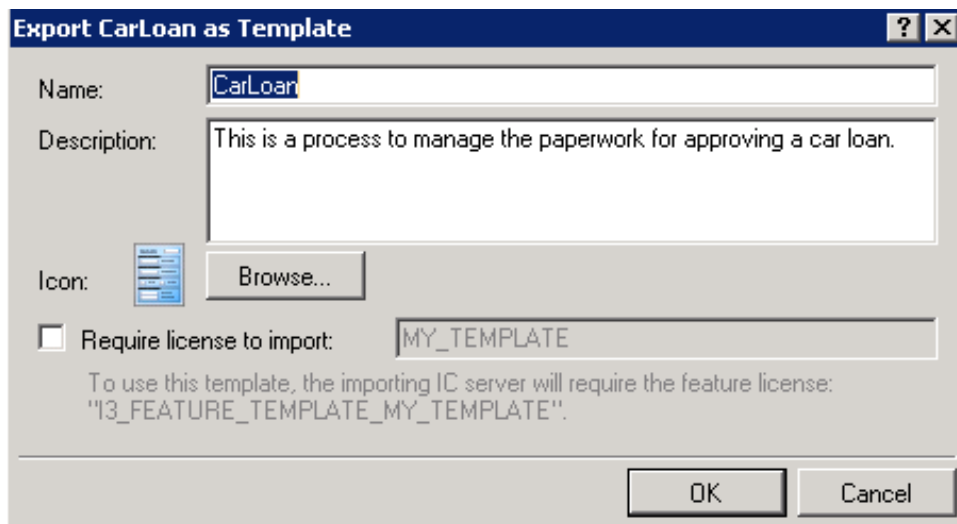 Export CarLoan as Template
Name: CarLoan
Description: This is a process to manage the paperwork for approving a car loan.
Icon: Browse...
Require license to import: MY_TEMPLATE
To use this template, the importing IC server will require the feature license:
"I3_FEATURE_TEMPLATE_MY_TEMPLATE".
OK Cancel